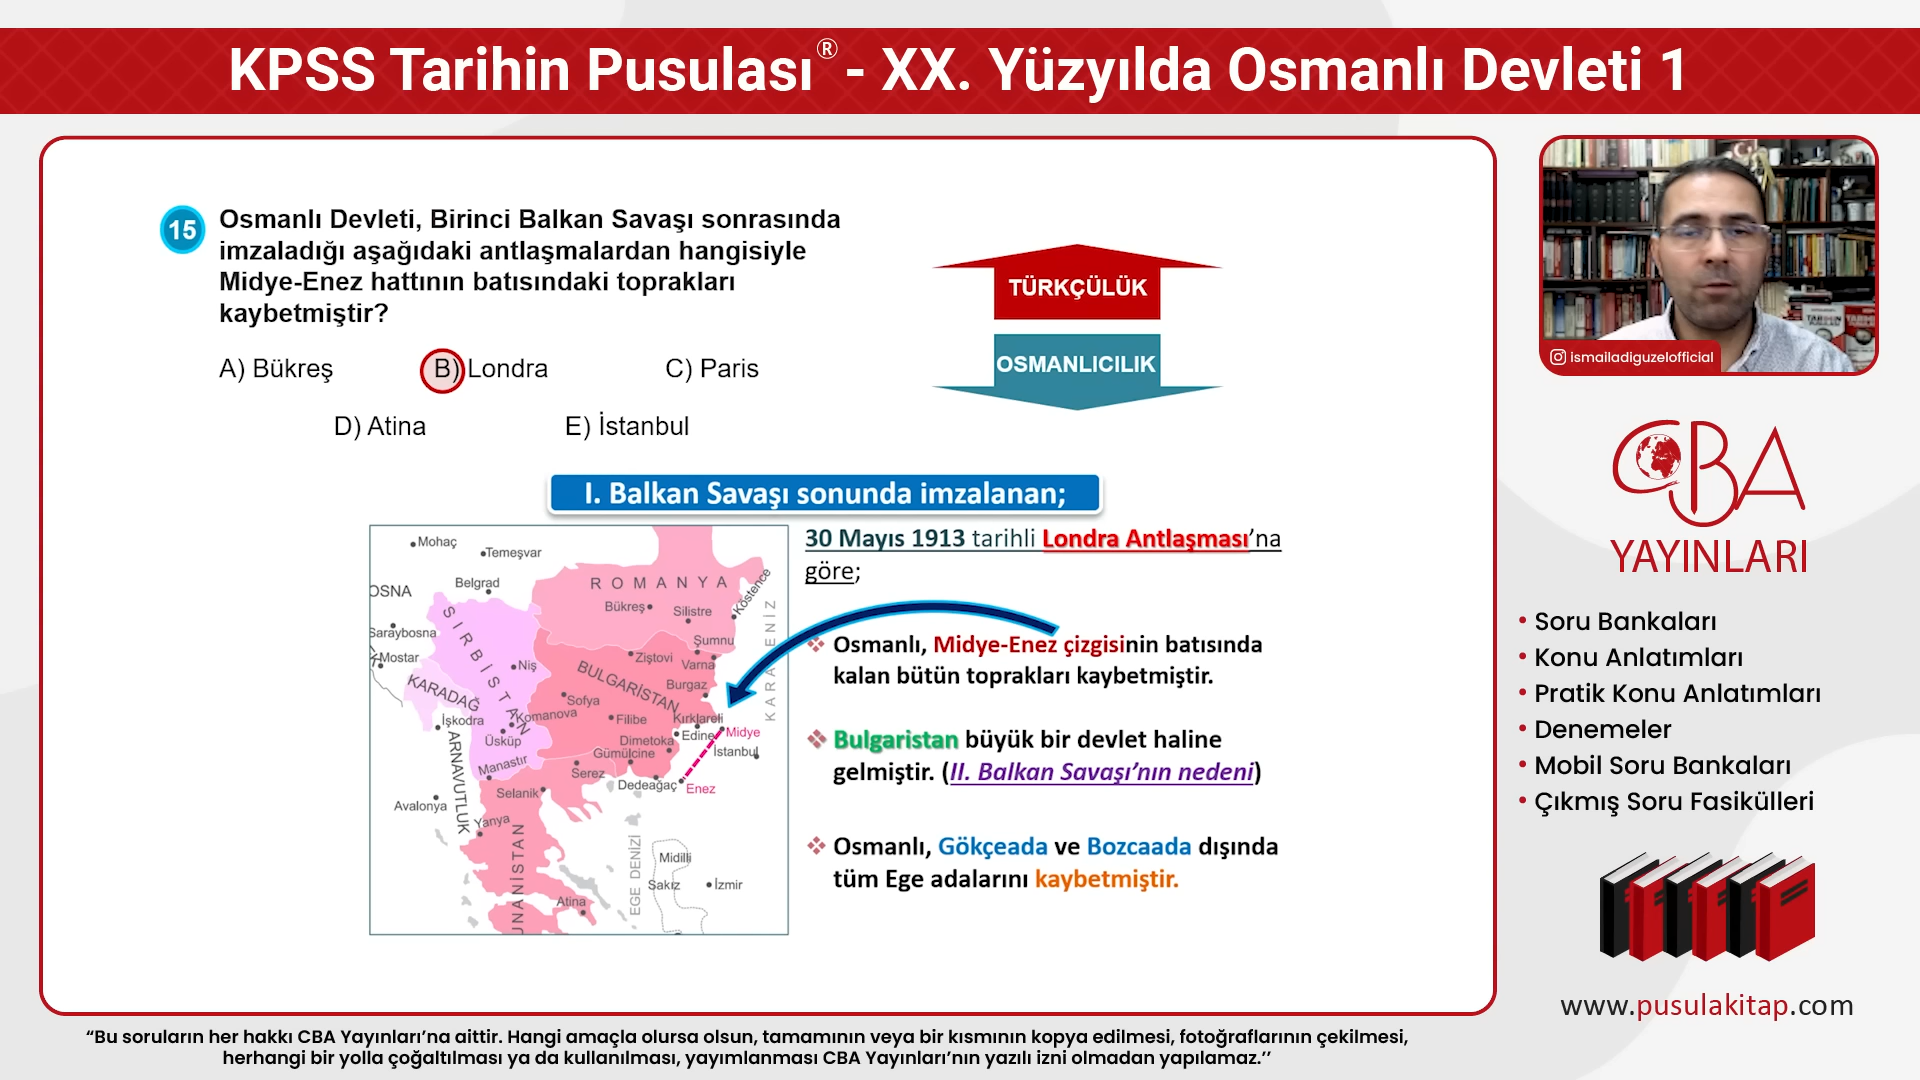 KPSS Tarihin Pusulası® - XX. Yüzyılda Osmanlı Devleti 1
15
Osmanlı Devleti, Birinci Balkan Savaşı sonrasında
imzaladığı aşağıdaki antlaşmalardan hangisiyle
Midye-Enez hattının batısındaki toprakları
kaybetmiştir?
A) Bükreş
B) Londra
C) Paris
D) Atina
E) İstanbul
TÜRKÇÜLÜK
OSMANLICILIK
I. Balkan Savaşı sonunda imzalanan;
Mohaç
Temeşvar
Belgrad
OSNA
ROMANYA
Köstence
Bükreş
Silistre
Saraybosna
SIRBİSTAN
Şumnu
Mostar
Niş
Ziştovi
Varna
KARADENİZ
KARADAĞ
BULGARİSTAN
Burgaz
Sofya
İşkodra
Komanova
Filibe
Kırklareli
Üsküp
Dimetoka
Edine
Midye
ARNAVUTLUK
Gümülcine
İstanbul
Manastır
Serez
Selanik
Dedeağaç
Enez
Avalonya
Yanya
UNANİSTAN
EGE DENİZİ
Midilli
Sakız
İzmir
Atina
30 Mayıs 1913 tarihli Londra Antlaşması’na
göre;
Osmanlı, Midye-Enez çizgisinin batısında
kalan bütün toprakları kaybetmiştir.
Bulgaristan büyük bir devlet haline
gelmiştir. (II. Balkan Savaşı’nın nedeni)
Osmanlı, Gökçeada ve Bozcaada dışında
tüm Ege adalarını kaybetmiştir.
ismailadiguzelofficial
CBA
YAYINLARI
• Soru Bankaları
• Konu Anlatımları
• Pratik Konu Anlatımları
• Denemeler
• Mobil Soru Bankaları
• Çıkmış Soru Fasikülleri
www.pusulakitap.com
“Bu soruların her hakkı CBA Yayınları’na aittir. Hangi amaçla olursa olsun, tamamının veya bir kısmının kopya edilmesi, fotoğraflarının çekilmesi,
herhangi bir yolla çoğaltılması ya da kullanılması, yayımlanması CBA Yayınları’nın yazılı izni olmadan yapılamaz.’’